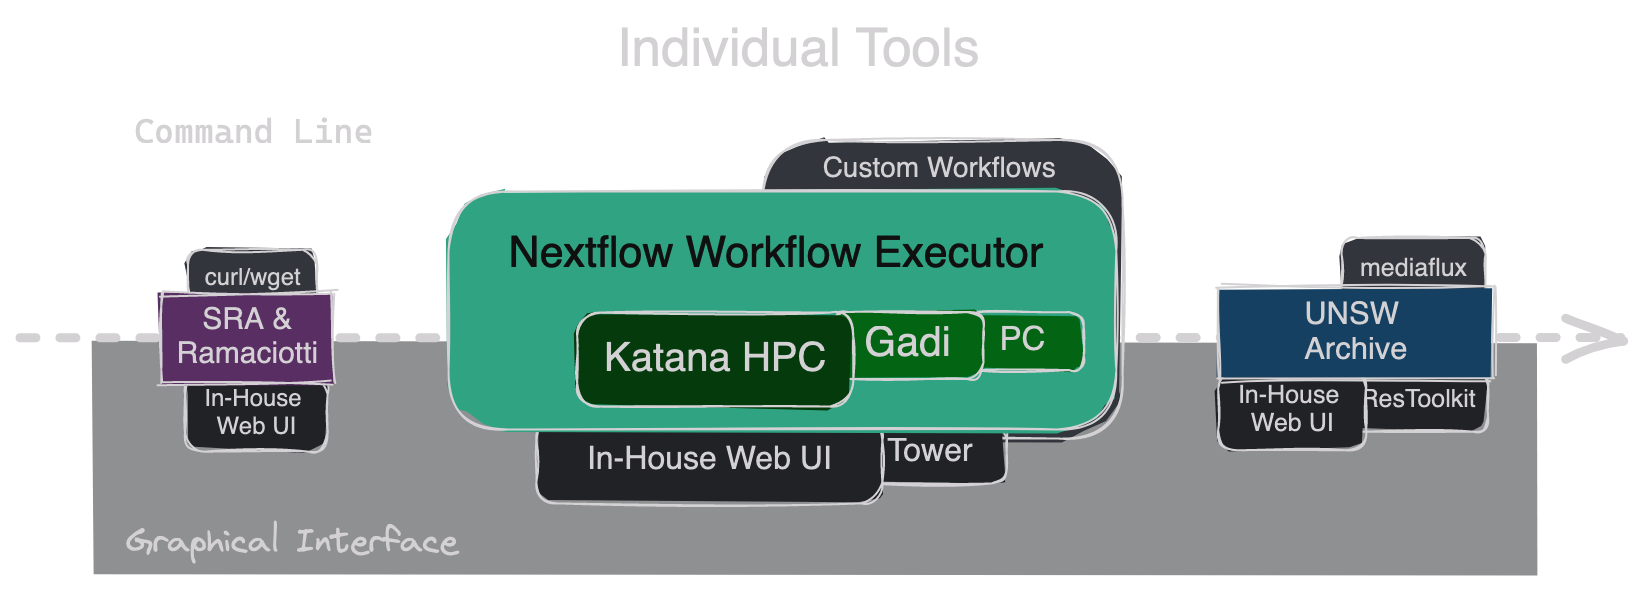 Individual Tools
Command Line
Custom Workflows
Nextflow Workflow Executor
curl/wget
SRA &
Ramaciotti
In-House
Web UI
Katana HPC
Gadi
PC
In-House Web UI
Tower
mediaflux
UNSW
Archive
In-House
Web UI
ResToolkit
Graphical Interface